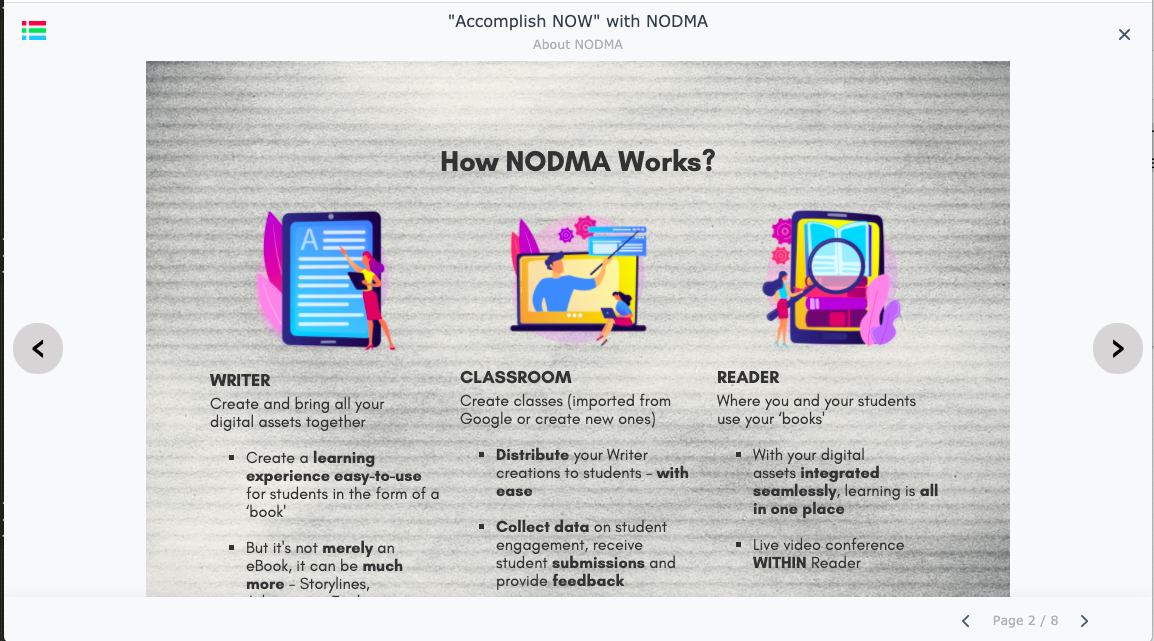 "Accomplish NOW" with NODMA
About NODMA
How NODMA Works?
A
WRITER
Create and bring all your
digital assets together
▪ Create a learning
experience easy-to-use
for students in the form of a
‘book'
▪ But it's not merely an
eBook, it can be much
more – Storylines,
CLASSROOM
Create classes (imported from
Google or create new ones)
▪ Distribute your Writer
creations to students – with
ease
▪ Collect data on student
engagement, receive
student submissions and
provide feedback
READER
Where you and your students
use your ‘books'
▪ With your digital
assets integrated
seamlessly, learning is all
in one place
▪ Live video conference
WITHIN Reader
Page 2 / 8